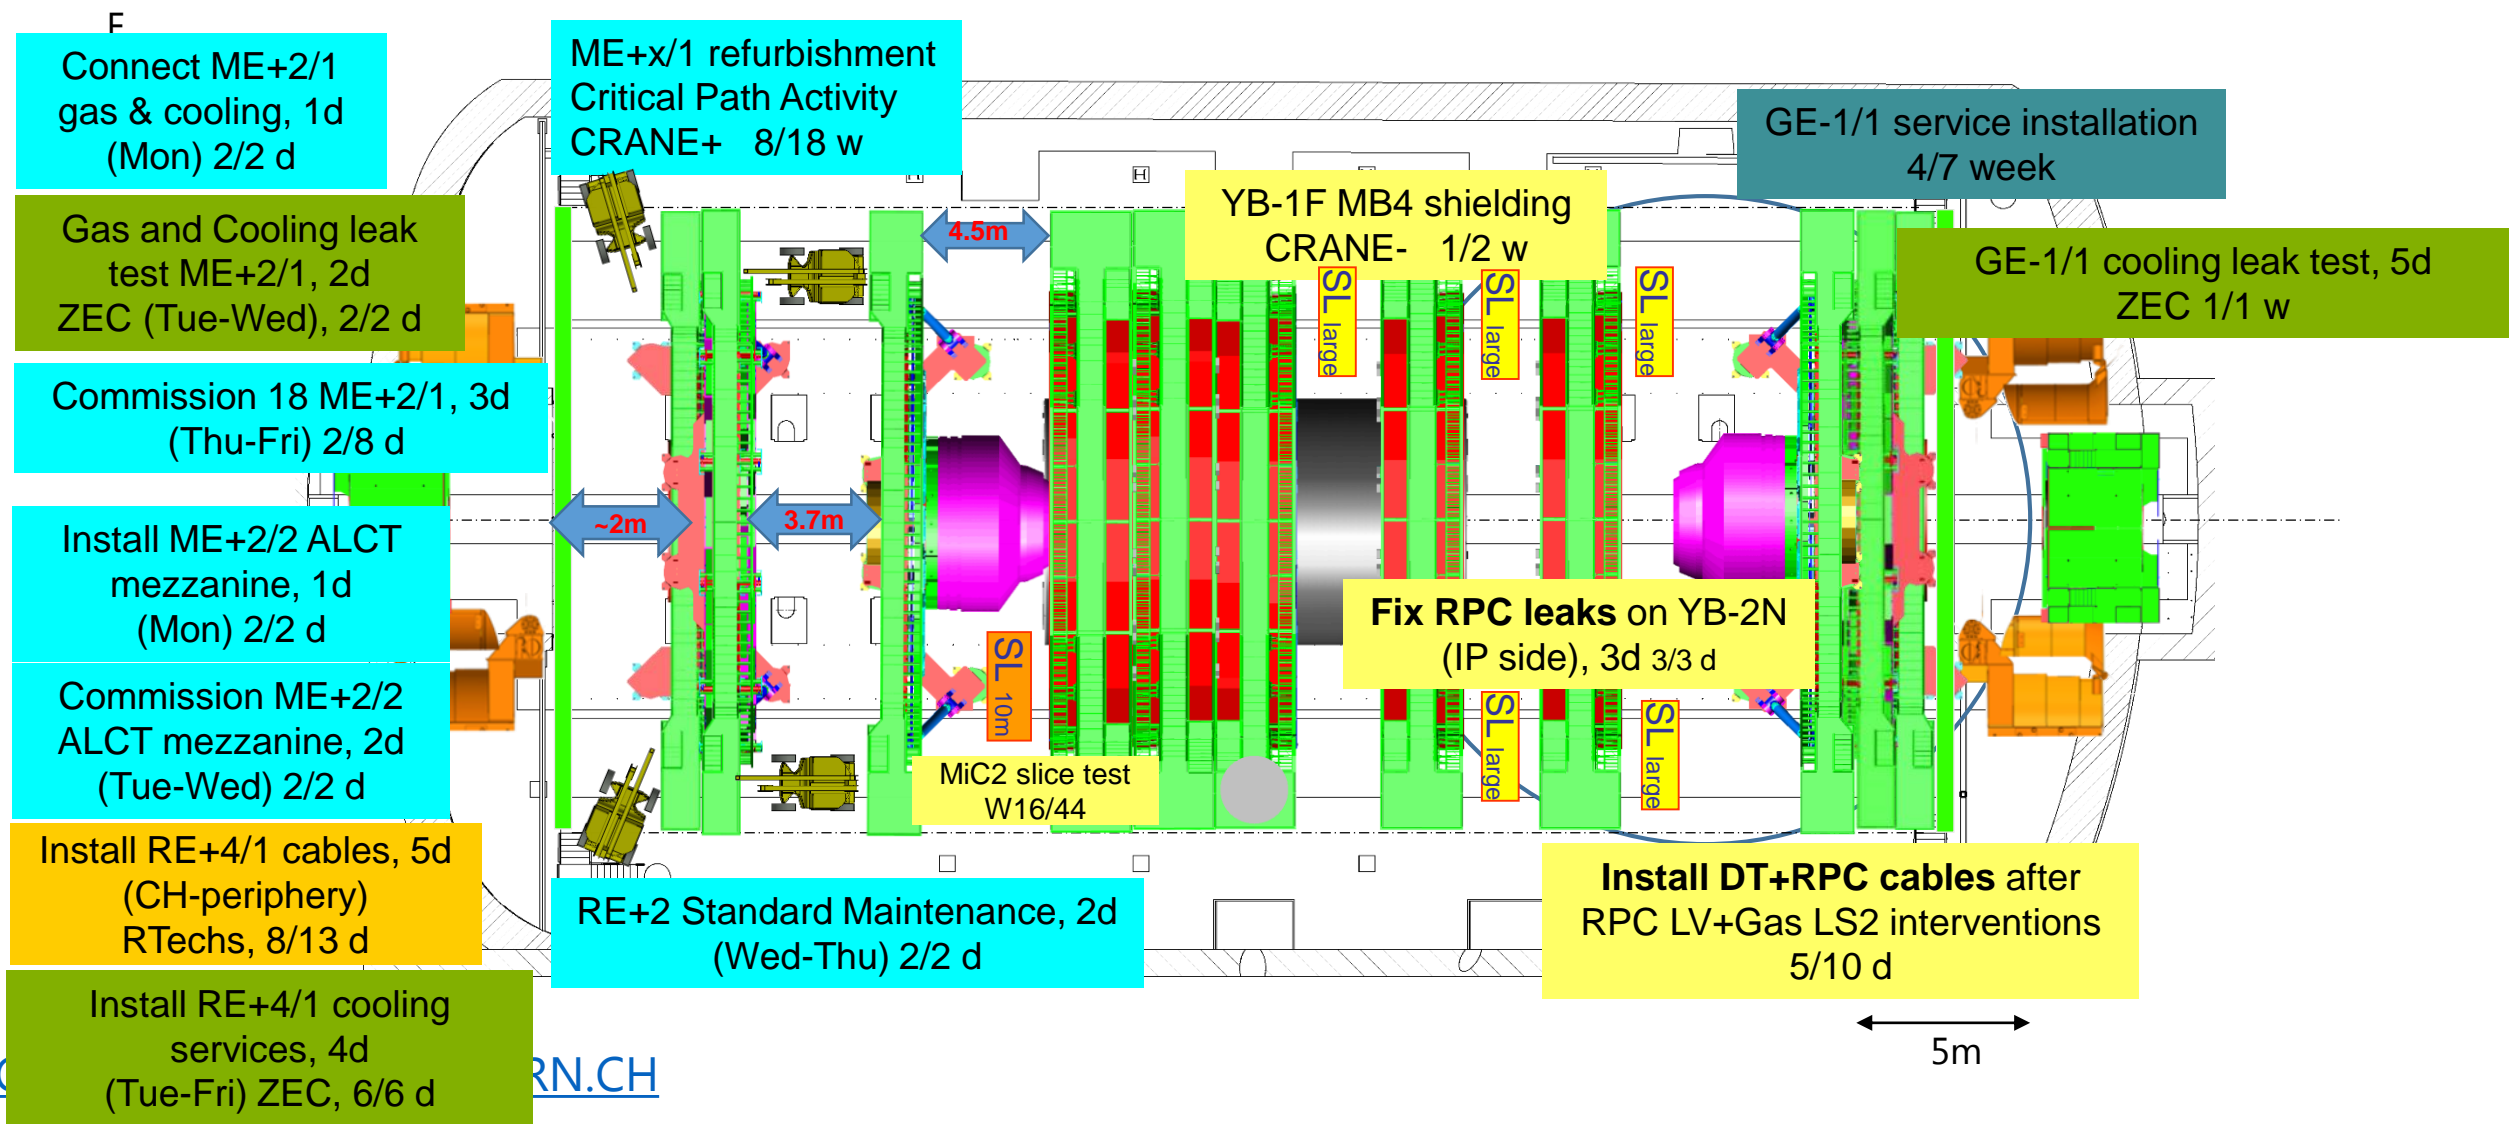 Connect ME+2/1
gas & cooling, 1d
(Mon) 2/2 d
Gas and Cooling leak
test ME+2/1, 2d
ZEC (Tue-Wed), 2/2 d
Commission 18 ME+2/1, 3d
(Thu-Fri) 2/8 d
Install ME+2/2 ALCT
mezzanine, 1d
(Mon) 2/2 d
Commission ME+2/2
ALCT mezzanine, 2d
(Tue-Wed) 2/2 d
Install RE+4/1 cables, 5d
(CH-periphery)
RTechs, 8/13 d
Install RE+4/1 cooling
services, 4d
(Tue-Fri) ZEC, 6/6 d
RN.CH
ME+x/1 refurbishment
Critical Path Activity
CRANE+ 8/18 w
4.5m
~2m
3.7m
H
H
SL 10m
MiC2 slice test
W16/44
RE+2 Standard Maintenance, 2d
(Wed-Thu) 2/2 d
YB-1F MB4 shielding
CRANE- 1/2 w
SL large
SL large
SL large
Fix RPC leaks on YB-2N
(IP side), 3d 3/3 d
SL large
SL large
GE-1/1 service installation
4/7 week
GE-1/1 cooling leak test, 5d
ZEC 1/1 w
Install DT+RPC cables after
RPC LV+Gas LS2 interventions
5/10 d
5m